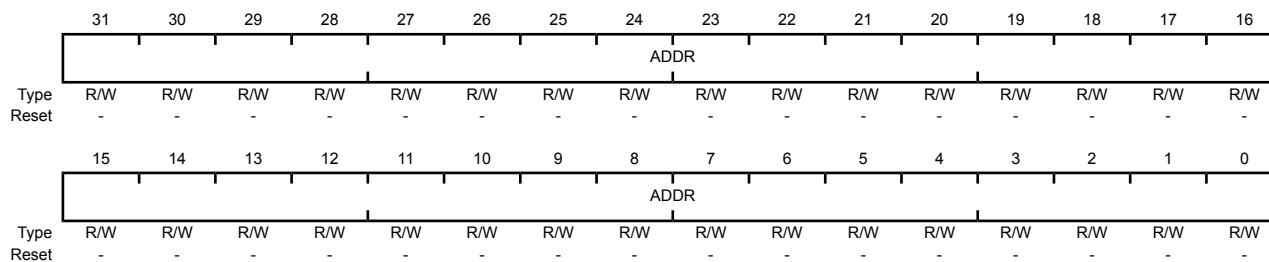 31 30 29 28 27 26 25 24 23 22 21 20 19 18 17 16
ADDR
Type R/W R/W R/W R/W R/W R/W R/W R/W R/W R/W R/W R/W R/W R/W R/W R/W
Reset - - - - - - - - - - - - - - - -
15 14 13 12 11 10 9 8 7 6 5 4 3 2 1 0
ADDR
Type R/W R/W R/W R/W R/W R/W R/W R/W R/W R/W R/W R/W R/W R/W R/W R/W
Reset - - - - - - - - - - - - - - - -